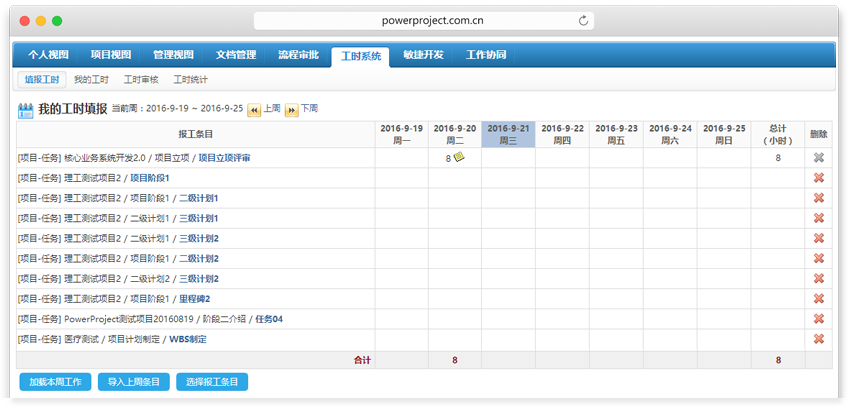 powerproject.com.cn
个人视图 项目视图 管理视图 文档管理 流程审批 工时系统 敏捷开发 工作协同
填报工时 我的工时 工时审核 工时统计
我的工时填报 当前周：2016-9-19 ~ 2016-9-25 上周 下周
报工条目 2016-9-19 周一 2016-9-20 周二 2016-9-21 周三 2016-9-22 周四 2016-9-23 周五 2016-9-24 周六 2016-9-25 周日 总计（小时） 删除
[项目-任务] 核心业务系统开发2.0 / 项目立项 / 项目立项评审 8 8
[项目-任务] 理工测试项目2 / 项目阶段1
[项目-任务] 理工测试项目2 / 项目阶段1 / 二级计划1
[项目-任务] 理工测试项目2 / 二级计划1 / 三级计划1
[项目-任务] 理工测试项目2 / 二级计划1 / 三级计划2
[项目-任务] 理工测试项目2 / 项目阶段1 / 二级计划2
[项目-任务] 理工测试项目2 / 二级计划2 / 三级计划2
[项目-任务] 理工测试项目2 / 项目阶段1 / 里程碑2
[项目-任务] PowerProject测试项目20160819 / 阶段二介绍 / 任务04
[项目-任务] 医疗测试 / 项目计划制定 / WBS制定
合计 8 8
加载本周工作 导入上周条目 选择报工条目